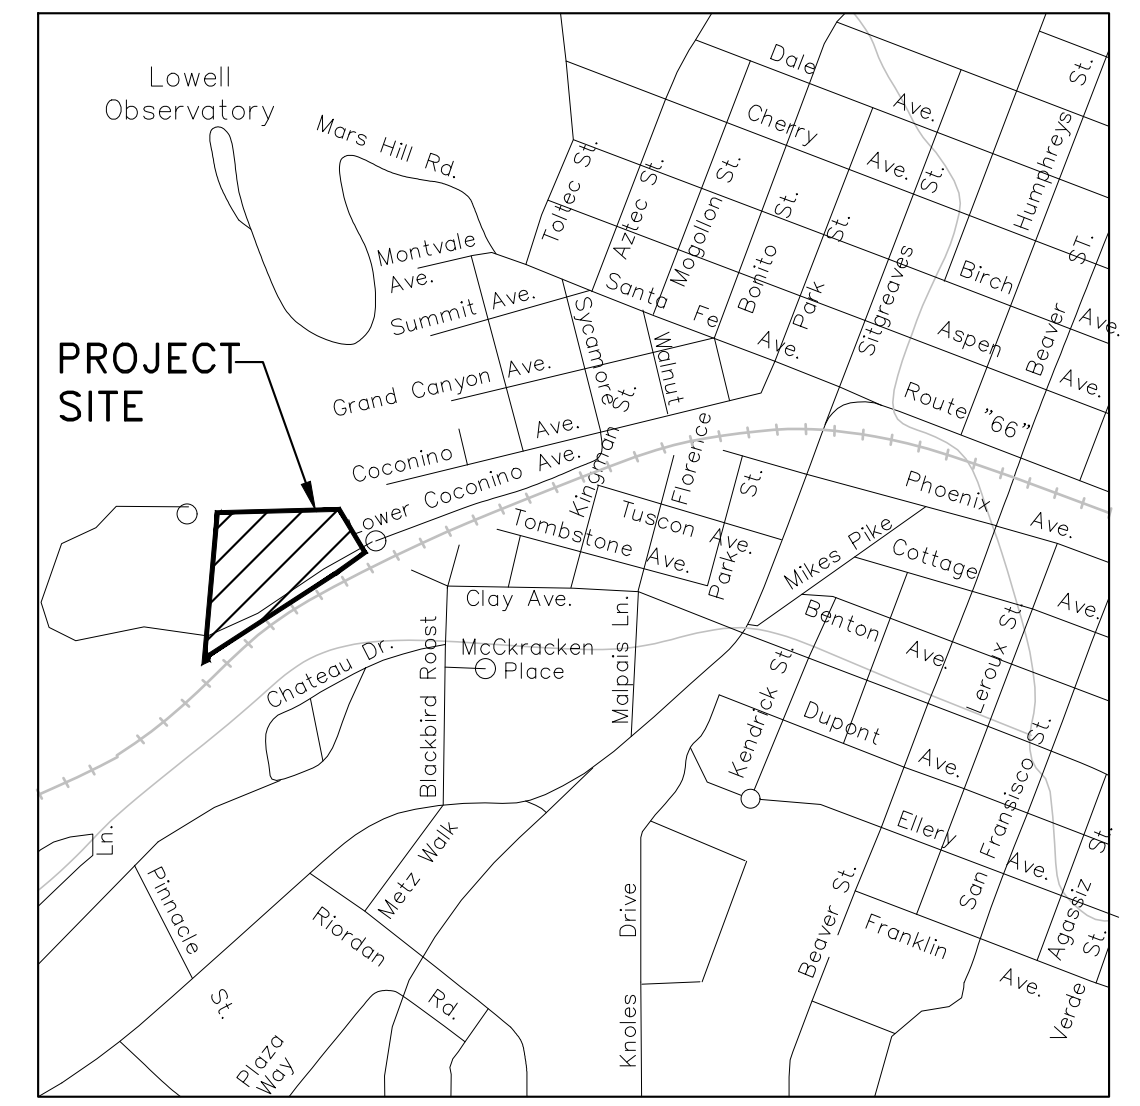 Lowell
Observatory
Mars Hill Rd.
Dale Ave.
Cherry Ave.
St.
Humphreys
Toltec St.
Aztec St.
Mogollon St.
Bonito St.
Park St.
Sitgreaves St.
Montvale
Ave.
Summit Ave.
Santa Fe Ave.
Birch Ave.
Beaver ST.
Aspen Ave.
Sycamore
Walnut
PROJECT
SITE
Grand Canyon Ave.
Route "66"
Coconino Ave.
Kingman St.
Florence
Lower Coconino Ave.
Phoenix Ave.
Tuscon Ave.
Tombstone Ave.
Park St.
Mikes Pike
Cottage Ave.
Clay Ave.
Benton Ave.
Malpais Ln.
Blackbird Roost
McCkracken
Place
Chateau Dr.
Leroux St.
Kendrick St.
Dupont Ave.
San Fransisco St.
Ellery Ave.
Ln.
Metz Walk
Pinnacle St.
Riordan Rd.
Knoles Drive
Beaver St.
Franklin Ave.
Agassiz St.
Verde St.
Plaza
Way